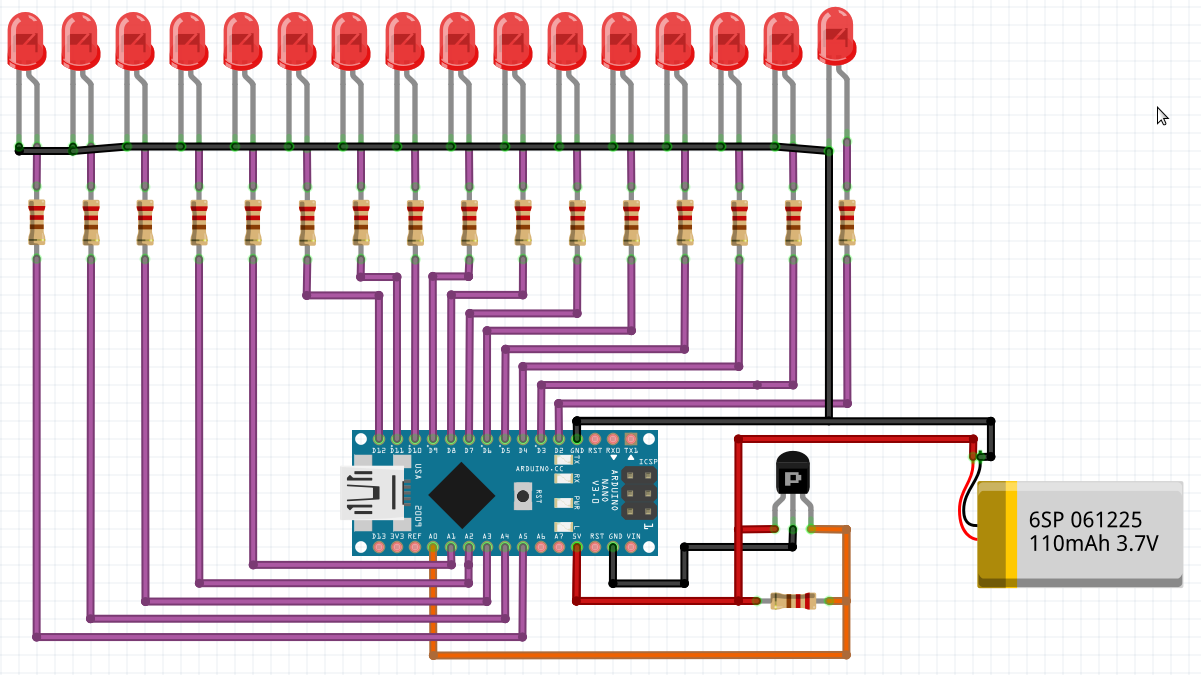 D12 D11 D10 D9 D8 D7 D6 D5 D4 D3 D2 GND RST RX0 TX1
USA
2009
ARDUINO.CC
RST
TX
RX
PWR
L
ARDUINO
NANO
V3.0
ICSP
1
D13 3V3 REF A0 A1 A2 A3 A4 A5 A6 A7 5V RST GND VIN
P
6SP 061225
110mAh 3.7V